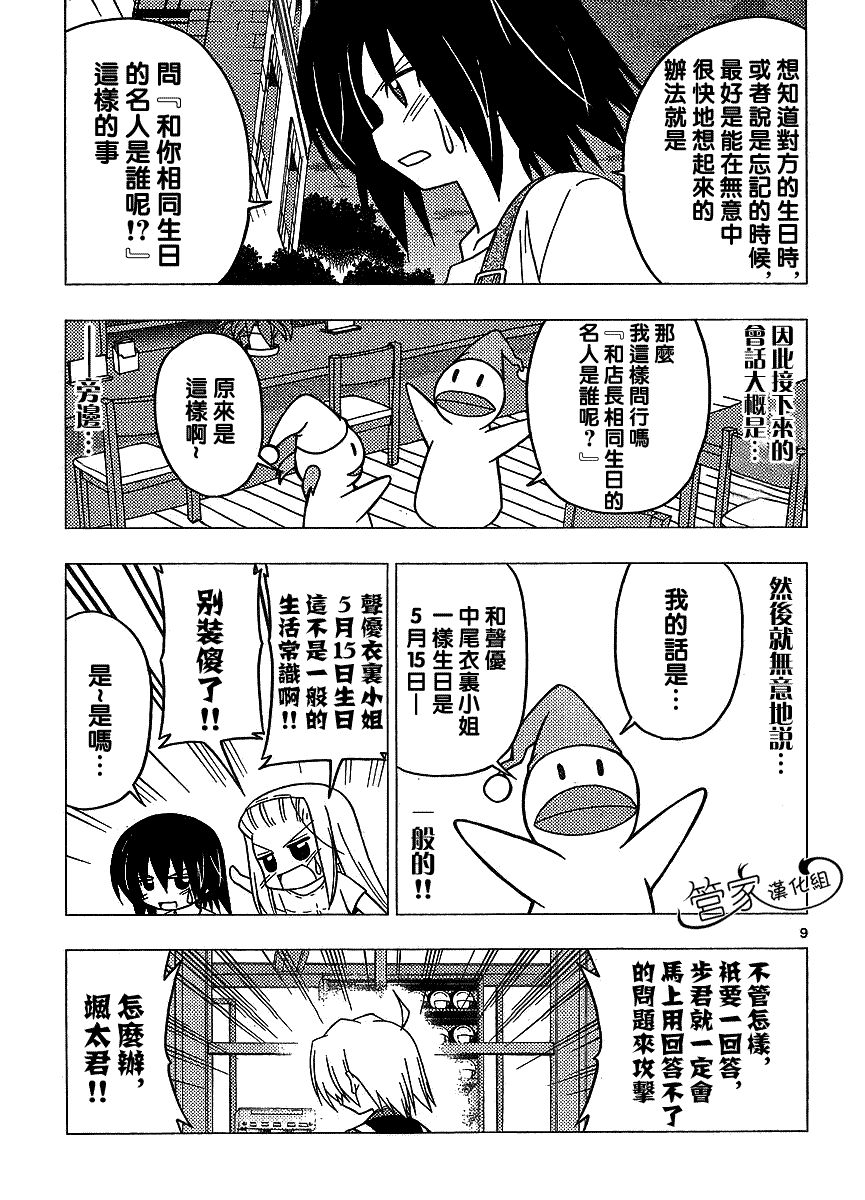 想知道對方的生日時,
或者說是忘記的時候,
最好是能在無意中
很快地想起來的
辦法就是
問『和你相同生日
的名人是誰呢!?』
這樣的事
因此接下來的
會話大概是…
那麼
我這樣問行嗎
『和店長相同生日的
名人是誰呢?』
原來是
這樣啊~
——旁邊…
然後就無意地說…
我的話是…
和聲優
中尾衣裏小姐
一樣生日是
5月15日—
一般的!!
聲優衣裏小姐
5月15日生日
這不是一般的
生活常識啊!!
別裝傻了!!
是~是嗎…
管家漢化組
9
不管怎樣,
衹要一回答,
步君就一定會
馬上用回答不了
的問題來攻擊
怎麼辦,
颯太君!!